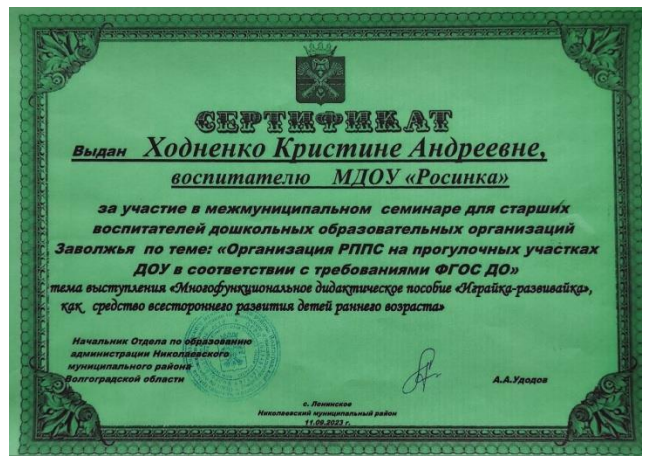 СЕРТИФИКАТ
Выдан Ходненко Кристине Андреевне,
воспитателю МДОУ «Росинка»
за участие в межмуниципальном семинаре для старших
воспитателей дошкольных образовательных организаций
Заволжья по теме: «Организация РППС на прогулочных участках
ДОУ в соответствии с требованиями ФГОС ДО»
тема выступления «Многофункциональное дидактическое пособие «Играйка-развивайка»,
как средство всестороннего развития детей раннего возраста»
Начальник Отдела по образованию
администрации Николаевского
муниципального района
Волгоградской области
А.А.Удодов
с. Ленинское
Николаевский муниципальный район
11.09.2023 г.